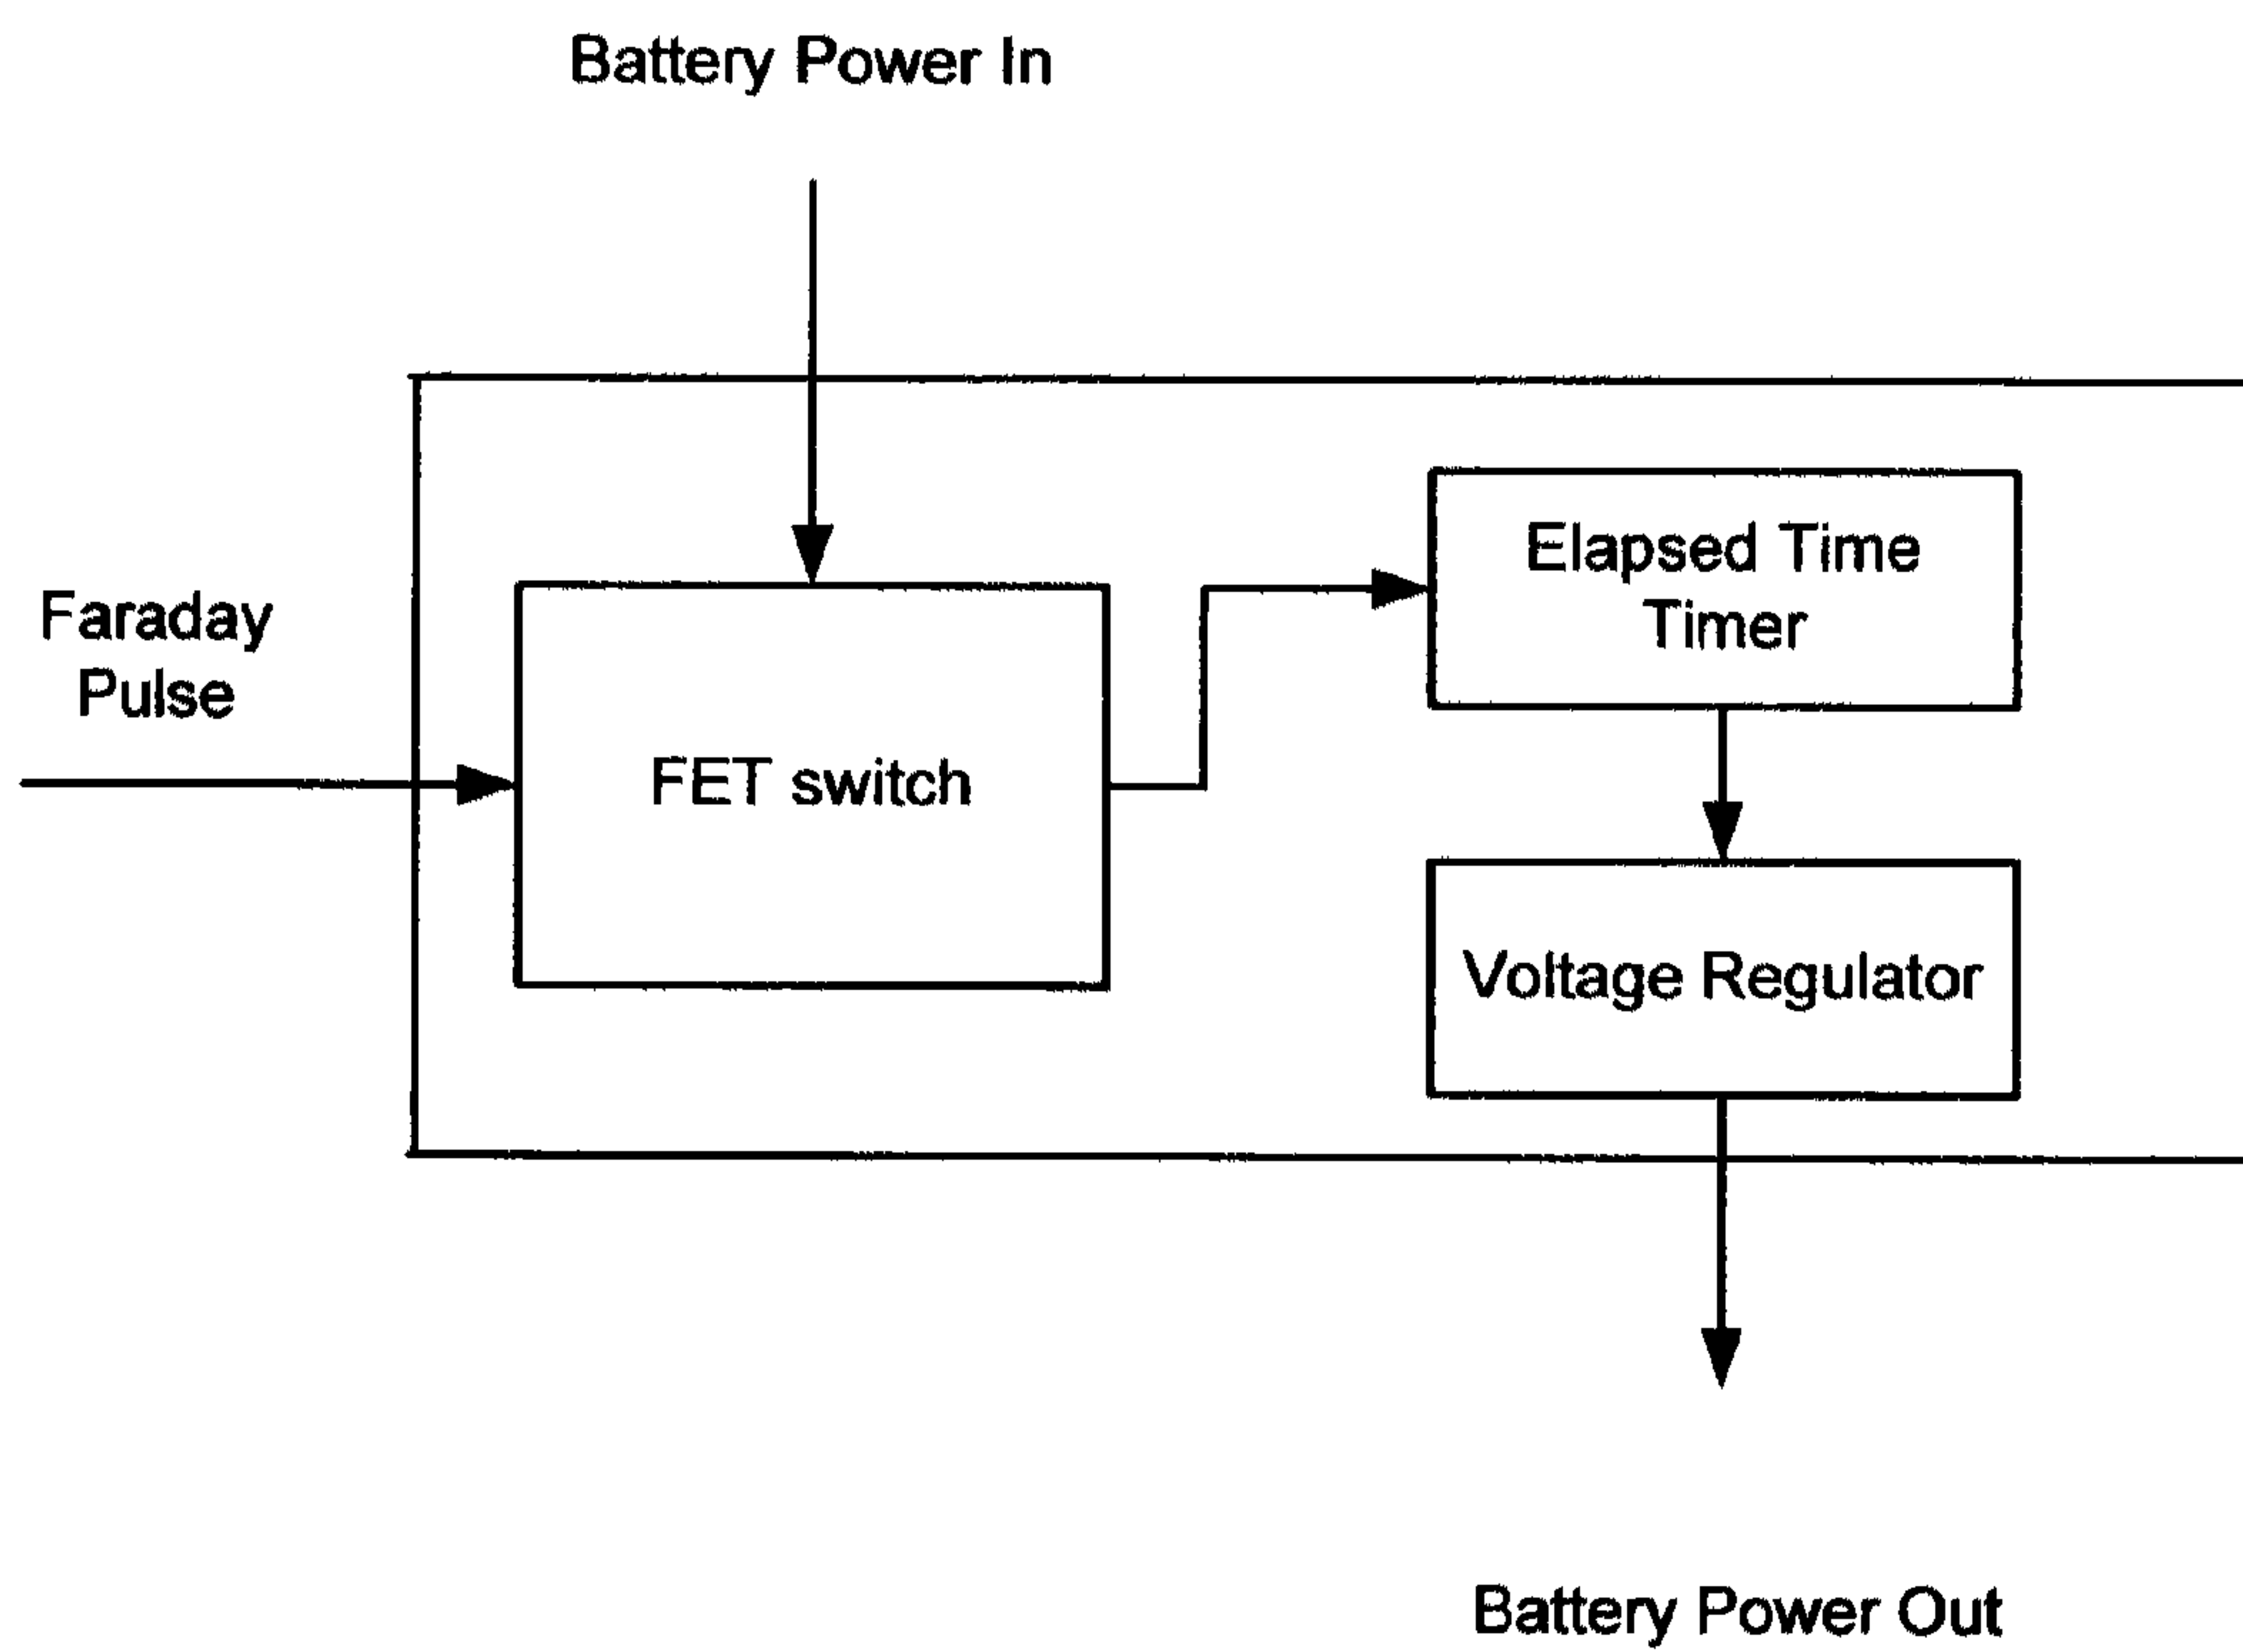 Battery Power In
Elapsed Time
Timer
Faraday
Pulse
FET switch
Voltage Regulator
Battery Power Out